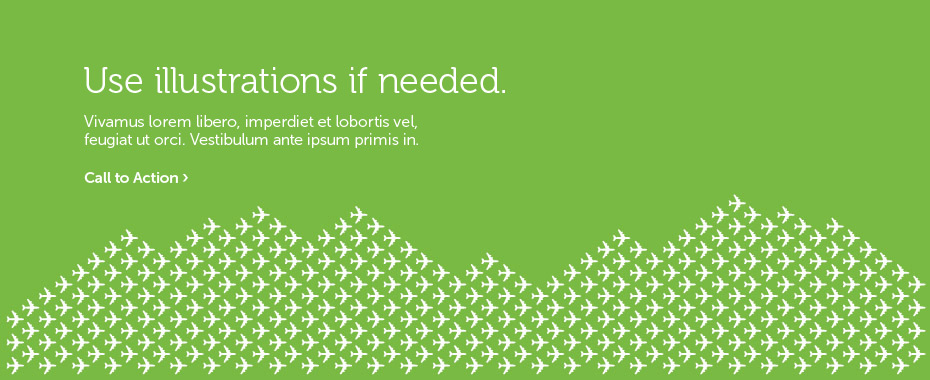 Use illustrations if needed.
Vivamus lorem libero, imperdiet et lobortis vel,
feugiat ut orci. Vestibulum ante ipsum primis in.
Call to Action ›